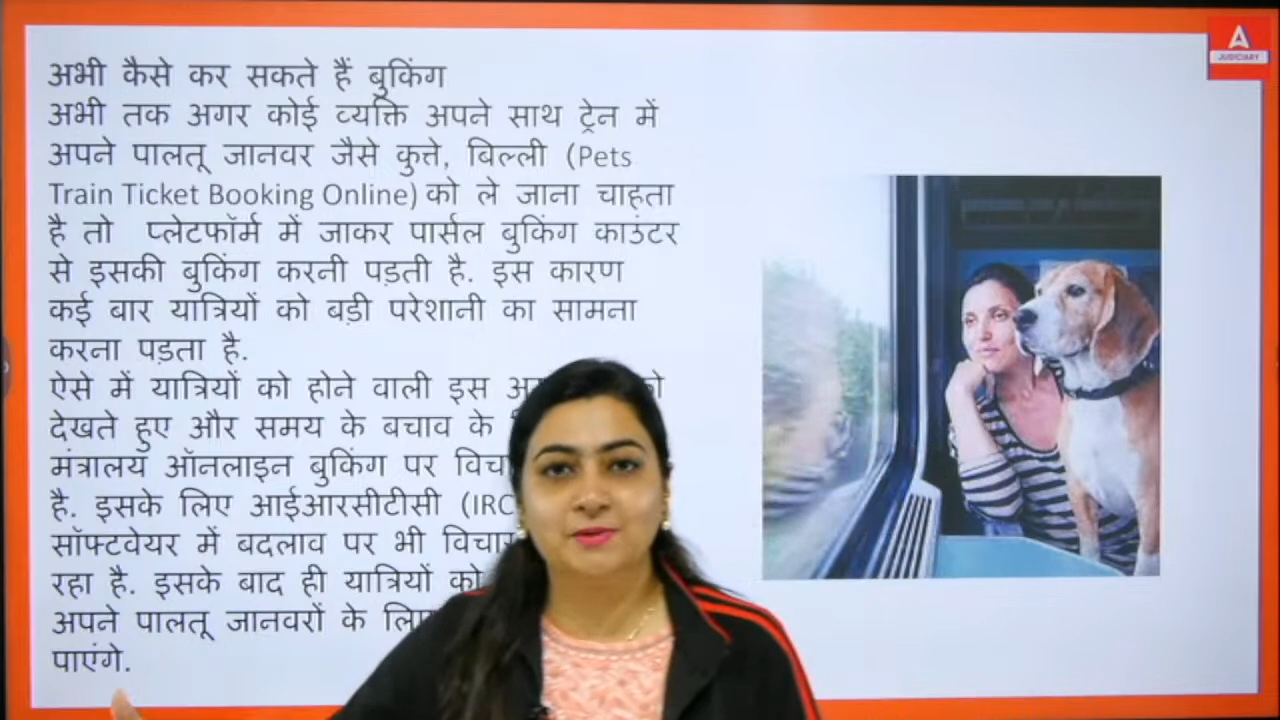 अभी कैसे कर सकते हैं बुकिंग
अभी तक अगर कोई व्यक्ति अपने साथ ट्रेन में
अपने पालतू जानवर जैसे कुत्ते, बिल्ली (Pets
Train Ticket Booking Online) को ले जाना चाहता
है तो प्लेटफॉर्म में जाकर पार्सल बुकिंग काउंटर
से इसकी बुकिंग करनी पड़ती है. इस कारण
कई बार यात्रियों को बड़ी परेशानी का सामना
करना पड़ता है.
ऐसे में यात्रियों को होने वाली इस
देखते हुए और समय के बचाव के
मंत्रालय ऑनलाइन बुकिंग पर
है. इसके लिए आईआरसीटीसी
सॉफ्टवेयर में बदलाव पर भी विचार
रहा है. इसके बाद ही यात्रियों को
अपने पालतू जानवरों के
पाएंगे.
A
JUDICIARY